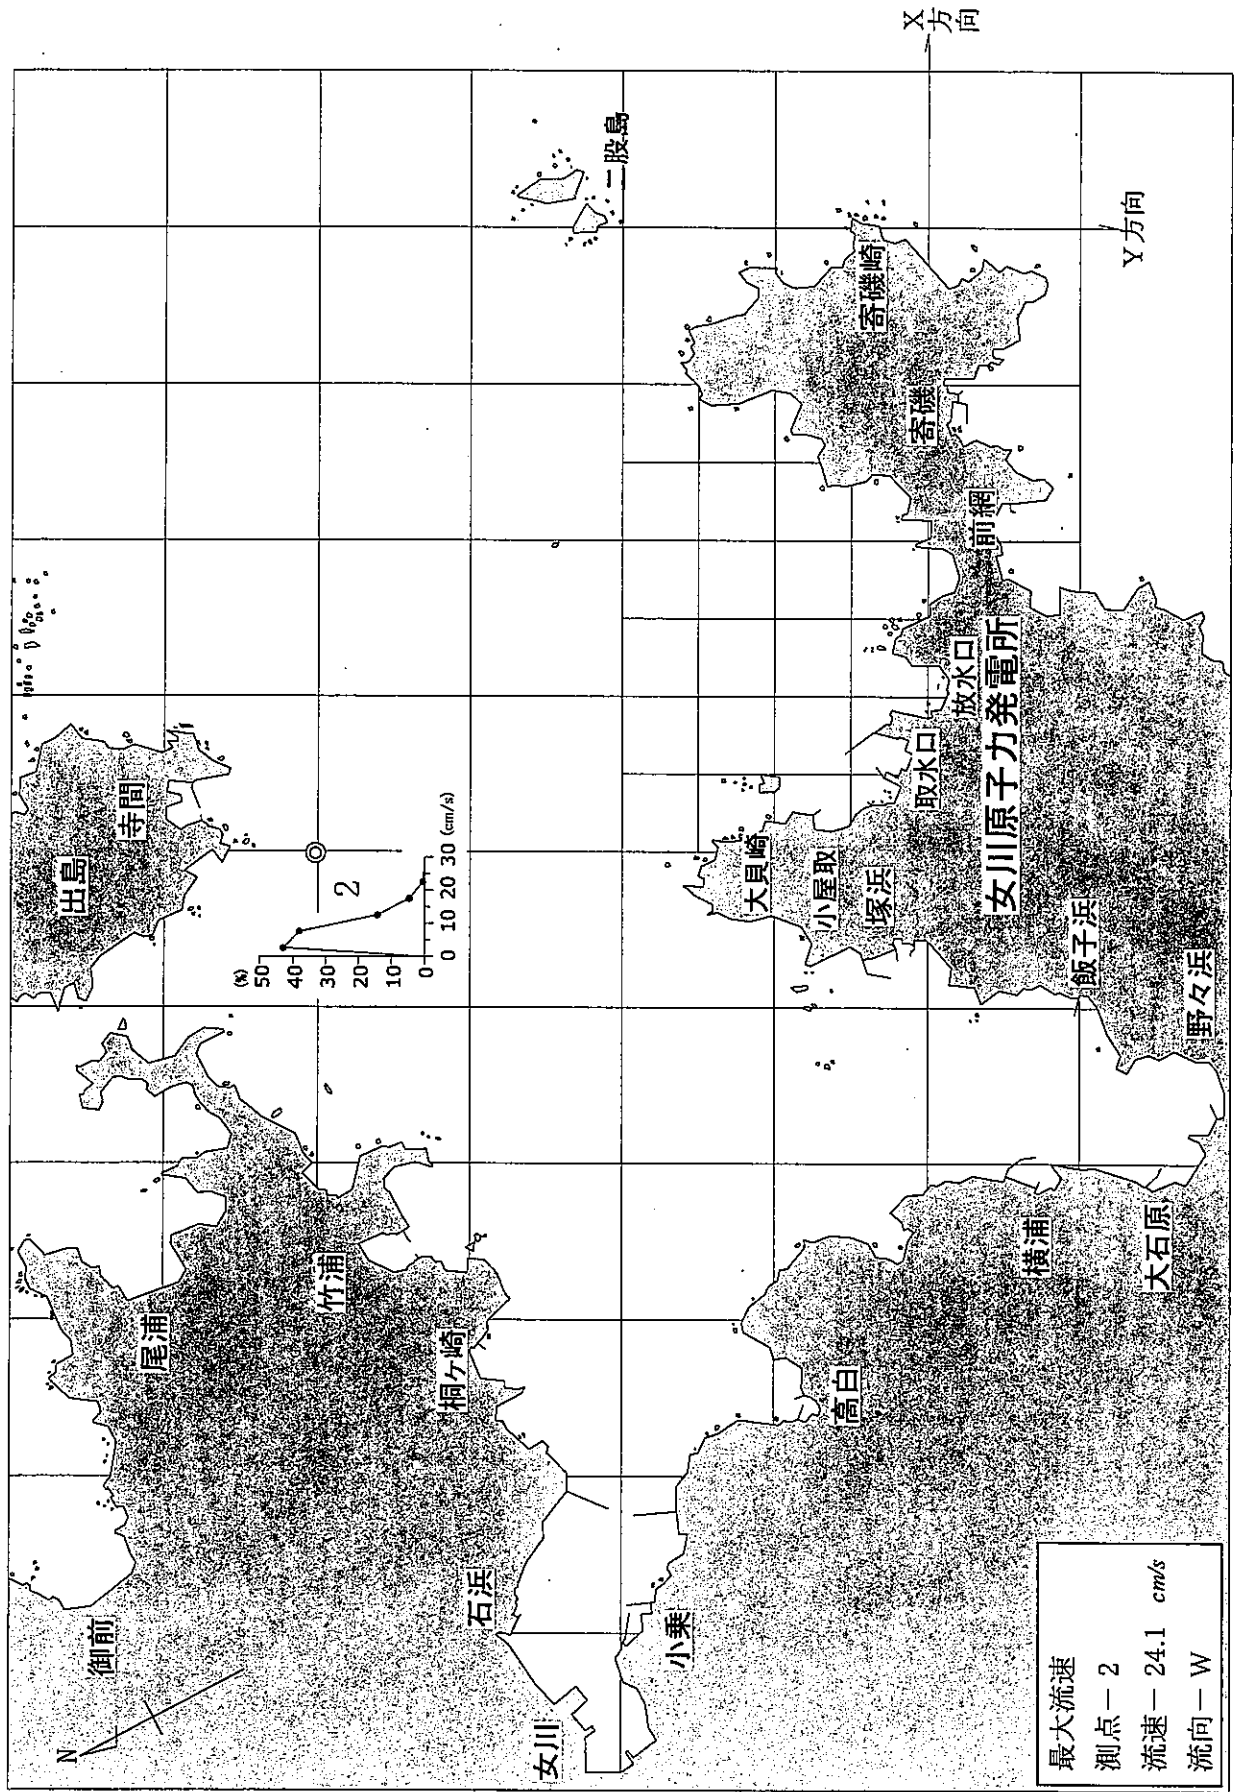 N
御前
尾浦
出島
寺間
竹浦
桐ヶ崎
石浜
女川
小乗
高白
横浦
大石原
野々浜
飯子浜
塚浜
小屋取
大貝崎
取水口
放水口
女川原子力発電所
前網
寄磯
寄磯崎
二股島
X
方向
Y方向
2
(%)
50
40
30
20
10
0
0 10 20 30 (cm/s)
最大流速
測点－2
流速－24.1 cm/s
流向－W